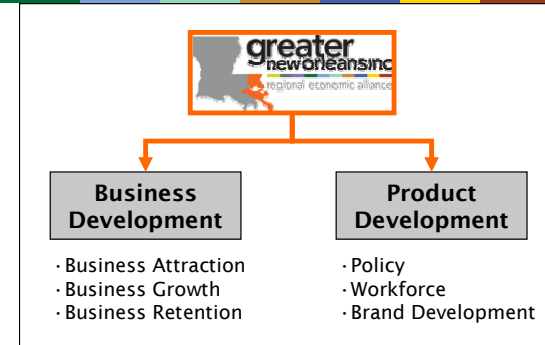 greater
neworleansinc
regional economic alliance
Business
Development
· Business Attraction
· Business Growth
· Business Retention
Product
Development
· Policy
· Workforce
· Brand Development